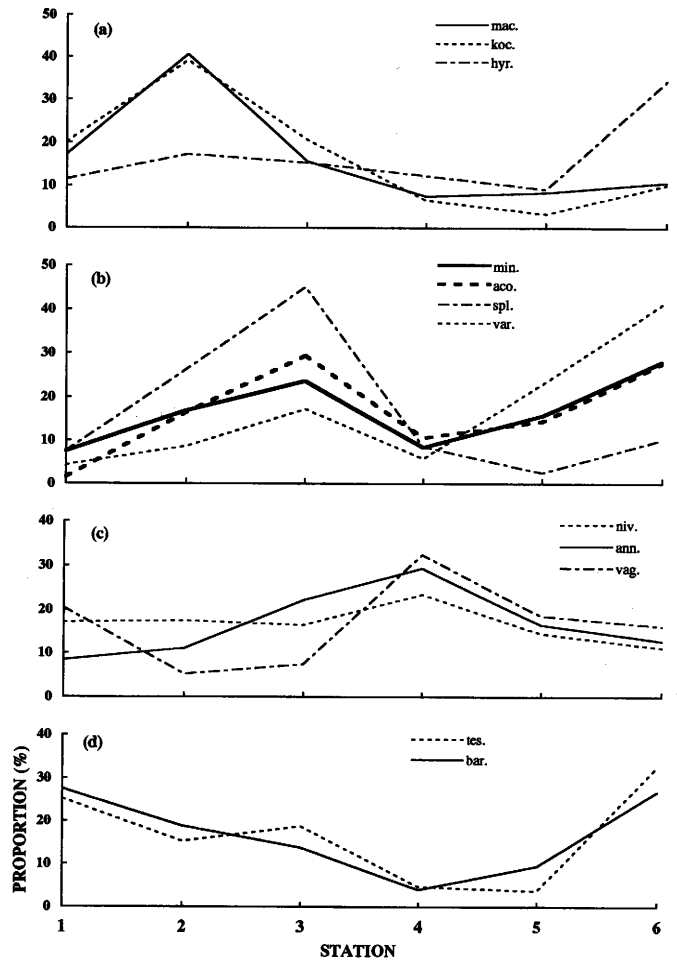 50
40
30
20
10
0
(a)
mac.
koc.
hyr.
50
40
30
20
10
0
(b)
min.
aco.
spl.
var.
40
30
20
10
0
(c)
niv.
ann.
vag.
PROPORTION (%)
40
30
20
10
0
(d)
tes.
bar.
1 2 3 4 5 6
STATION